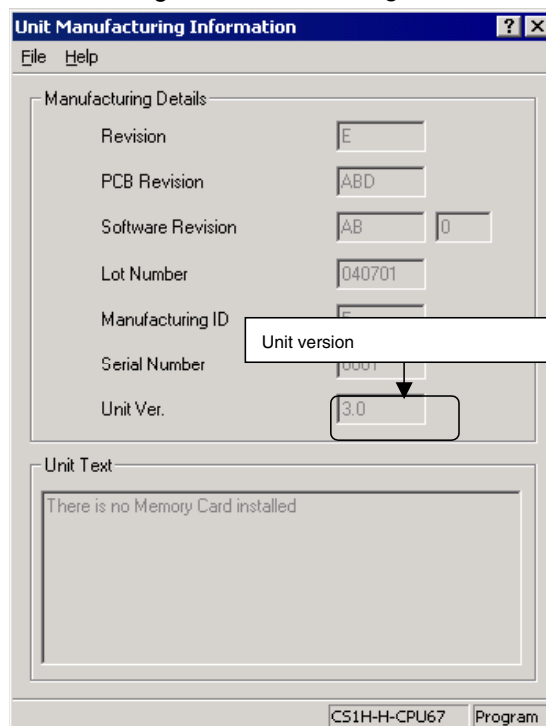 Unit Manufacturing Information ? X
File Help
Manufacturing Details
Revision E
PCB Revision ABD
Software Revision AB 0
Lot Number 040701
Manufacturing ID
Unit version
Serial Number 0001
Unit Ver. 3.0
Unit Text
There is no Memory Card installed
CS1H-H-CPU67 Program